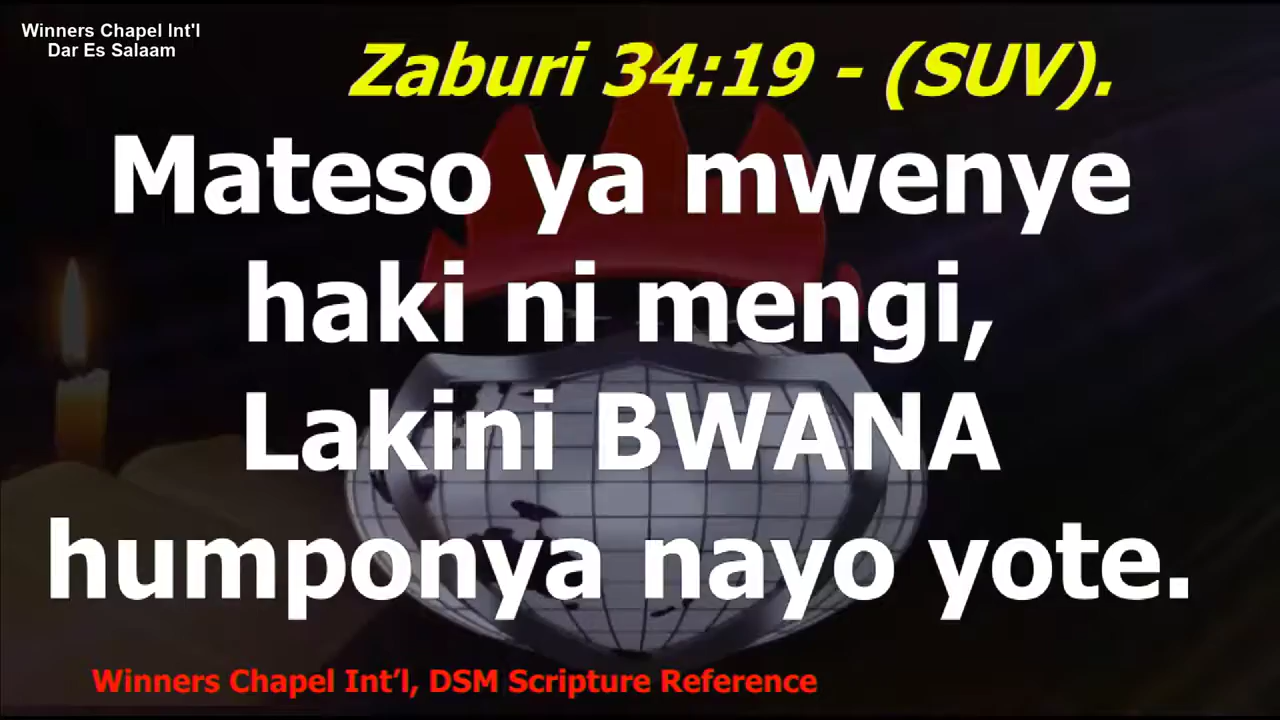 Winners Chapel Int'l
Dar Es Salaam
Zaburi 34:19 - (SUV).
Mateso ya mwenye
haki ni mengi,
Lakini BWANA
humponya nayo yote.
Winners Chapel Int’l, DSM Scripture Reference